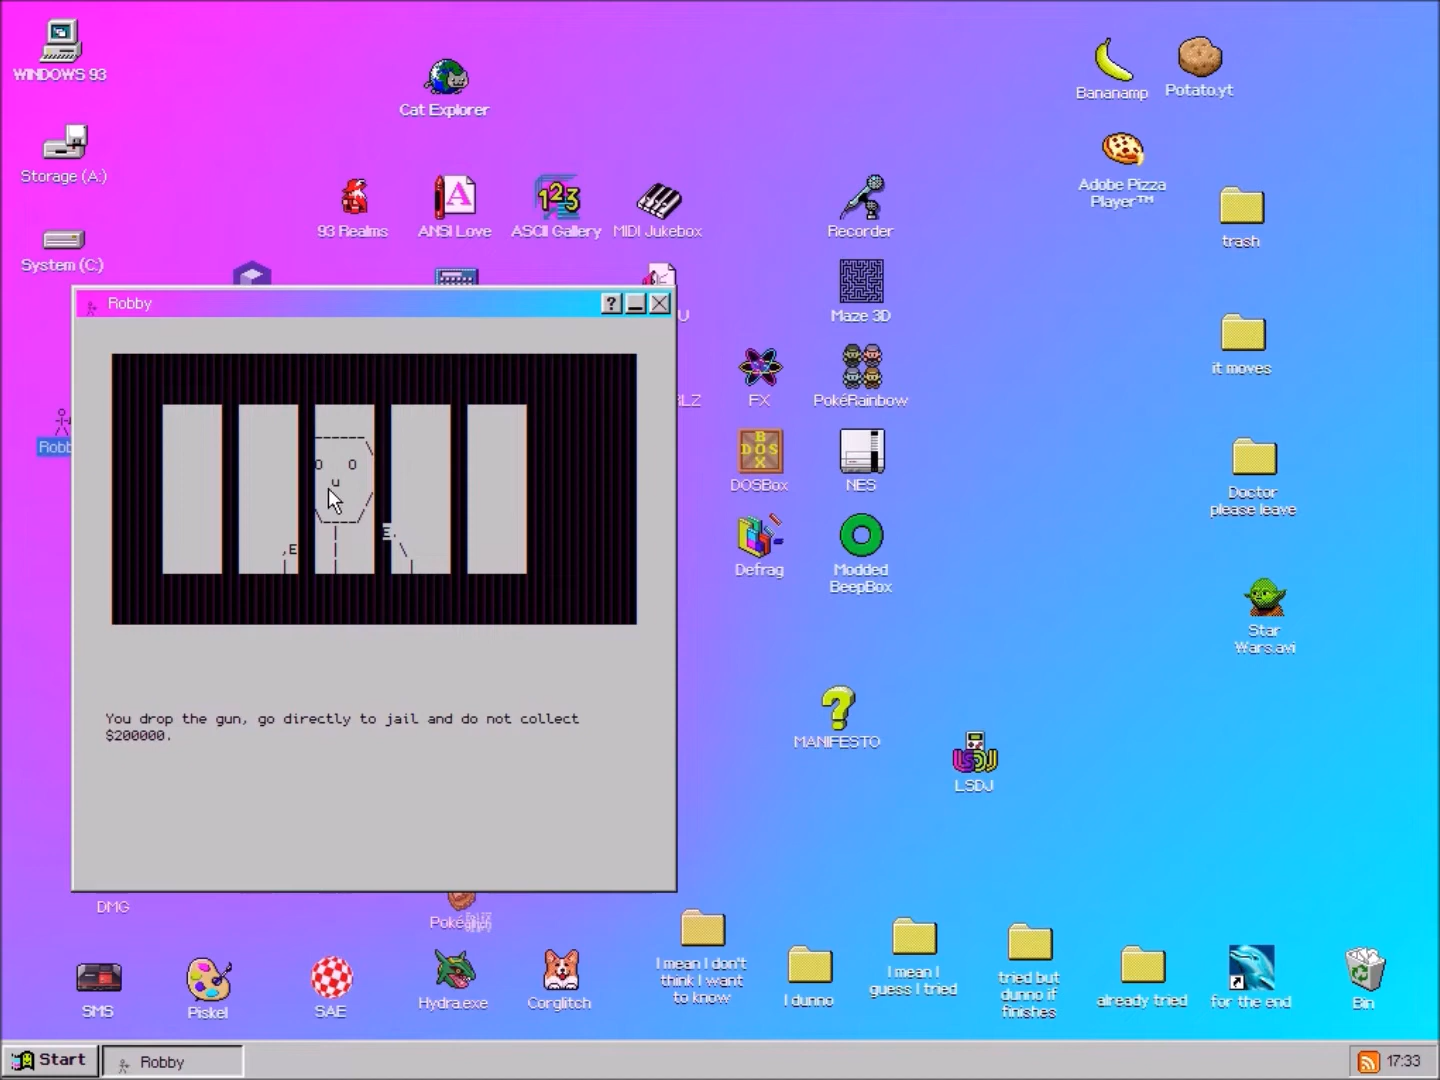 WINDOWS 93
Cat Explorer
Bananamp
Potato.yt
Storage (A:)
Adobe Pizza
Player™
93 Realms
ANSI Love
ASCII Gallery
MIDI Jukebox
Recorder
trash
System (C:)
Robby
?
U
Maze 3D
it moves
LZ
FX
PokéRainbow
Robb
DOSBox
NES
Doctor
please leave
Defrag
Modded
BeepBox
Star
Wars.avi
You drop the gun, go directly to jail and do not collect
$200000.
MANIFESTO
LSDJ
DMG
I mean I don't
think I want
to know
I dunno
I mean I
guess I tried
tried but
dunno if
finishes
already tried
for the end
Bin
SMS
Piskel
SAE
Hydra.exe
Corglitch
Start
Robby
17:33